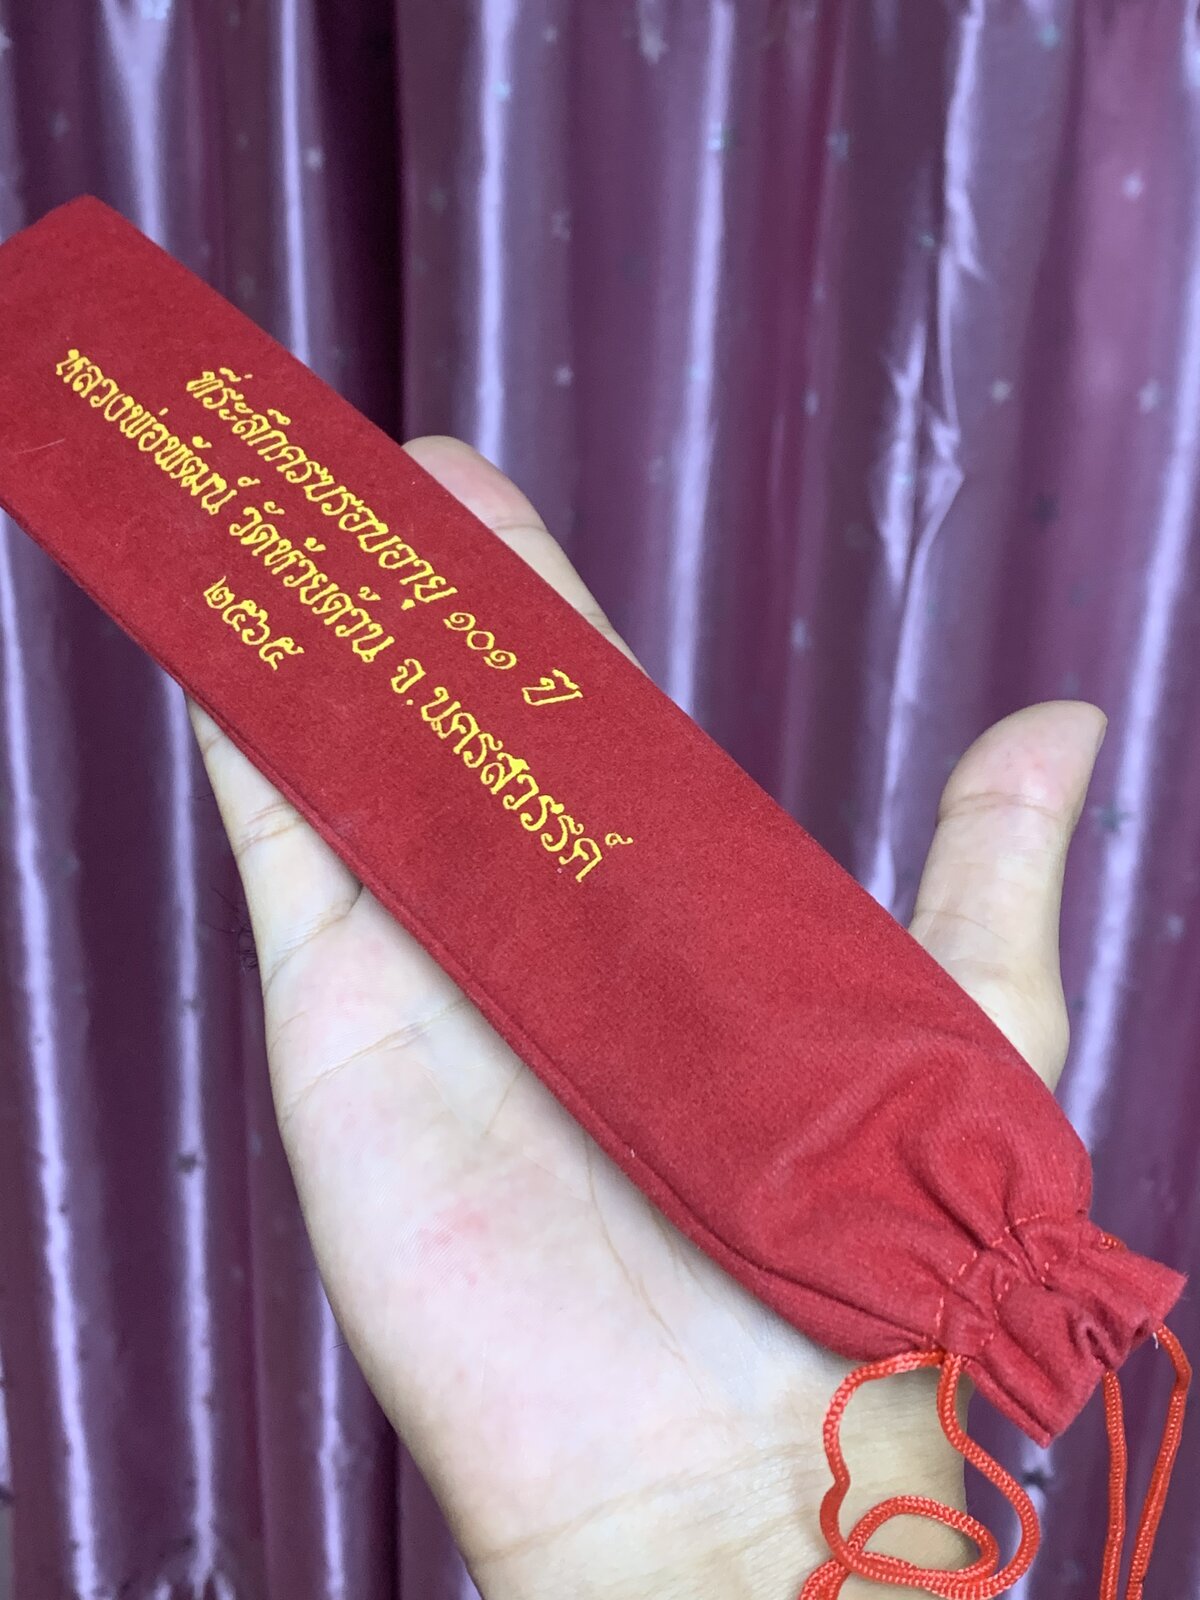 ที่ระลึกครบรอบอายุ ๑๐๑ ปี
หลวงพ่อพัฒน์ วัดห้วยด้วน จ.นครสวรรค์
๒๕๖๕